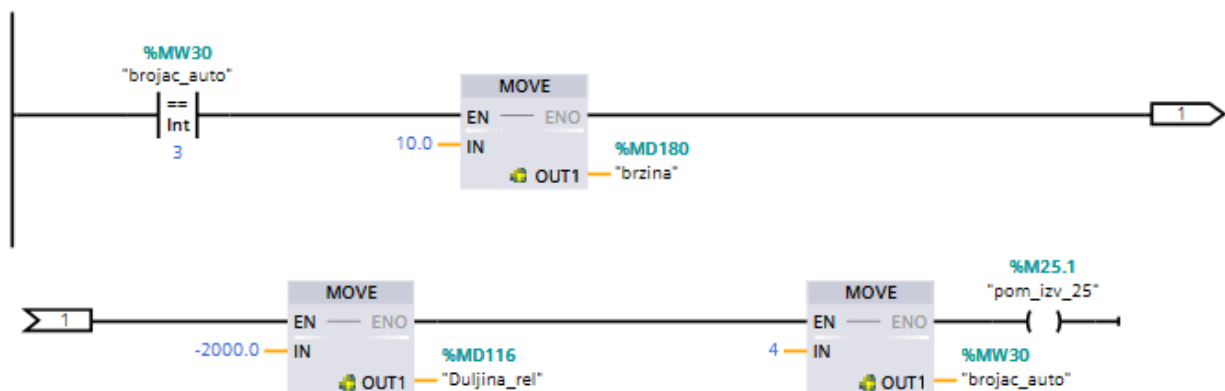 %MW30
"brojac_auto"
==
Int
3
MOVE
EN ENO
10.0 IN
OUT1
%MD180
"brzina"
1
1
MOVE
EN ENO
-2000.0 IN
OUT1
%MD116
"Duljina_rel"
MOVE
EN ENO
4 IN
OUT1
%MW30
"brojac_auto"
%M25.1
"pom_izv_25"